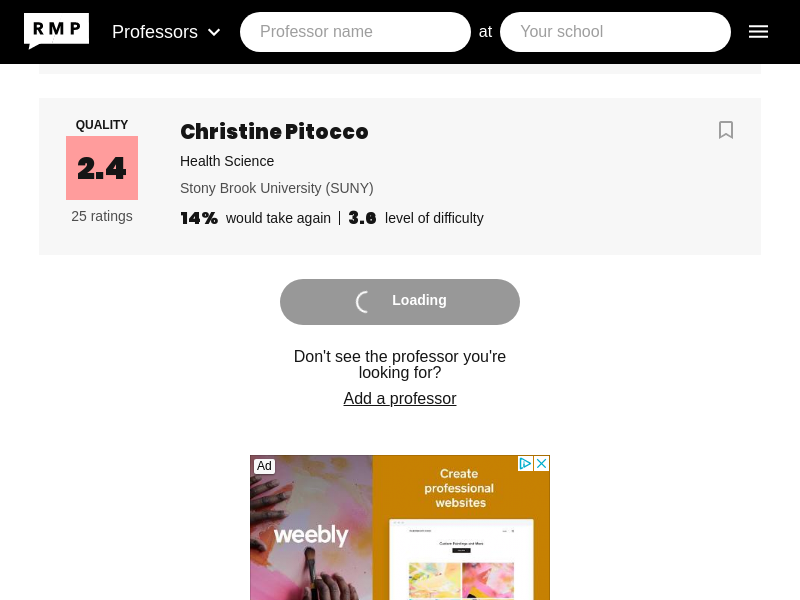 RMP
Professors
Professor name
at
Your school
QUALITY
2.4
25 ratings
Christine Pitocco
Health Science
Stony Brook University (SUNY)
14% would take again
3.6 level of difficulty
Loading
Don't see the professor you're
looking for?
Add a professor
Ad
weebly
Create
professional
websites
Custom Paintings and More